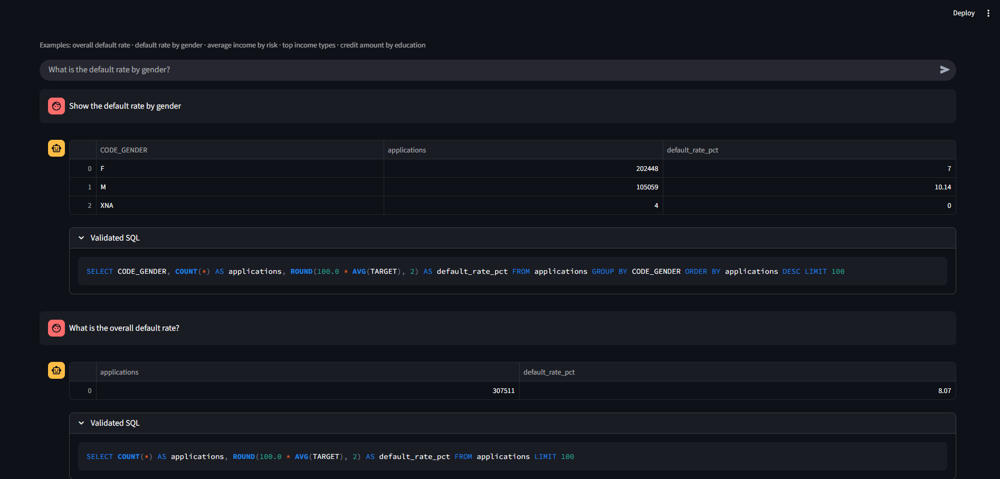 Deploy
Examples: overall default rate · default rate by gender · average income by risk · top income types · credit amount by education
What is the default rate by gender?
Show the default rate by gender
CODE_GENDER applications default_rate_pct
0 F 202448 7
1 M 105059 10.14
2 XNA 4 0
Validated SQL
SELECT CODE_GENDER, COUNT(*) AS applications, ROUND(100.0 * AVG(TARGET), 2) AS default_rate_pct FROM applications GROUP BY CODE_GENDER ORDER BY applications DESC LIMIT 100
What is the overall default rate?
applications default_rate_pct
0 307511 8.07
Validated SQL
SELECT COUNT(*) AS applications, ROUND(100.0 * AVG(TARGET), 2) AS default_rate_pct FROM applications LIMIT 100